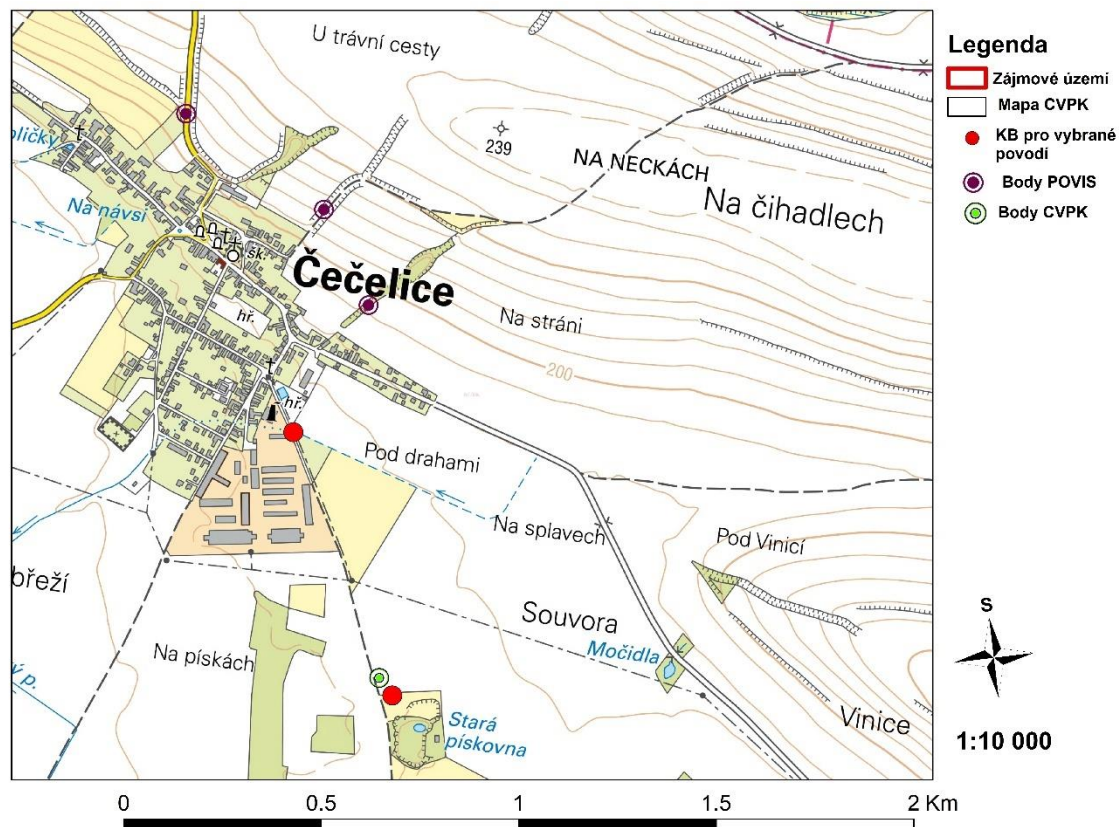 U trávní cesty
239
NA NECKÁCH
Na čihadlech
Na návsi
šk.
Čečelice
hř.
Na stráni
200
hř.
Pod drahami
Na splavech
Pod Vinicí
břeží
Souvora
Na pískách
Močidla
ý p.
Stará
pískovna
Vinice
Legenda
Zájmové území
Mapa CVPK
KB pro vybrané
povodí
Body POVIS
Body CVPK
S
1:10 000
0 0.5 1 1.5 2 Km